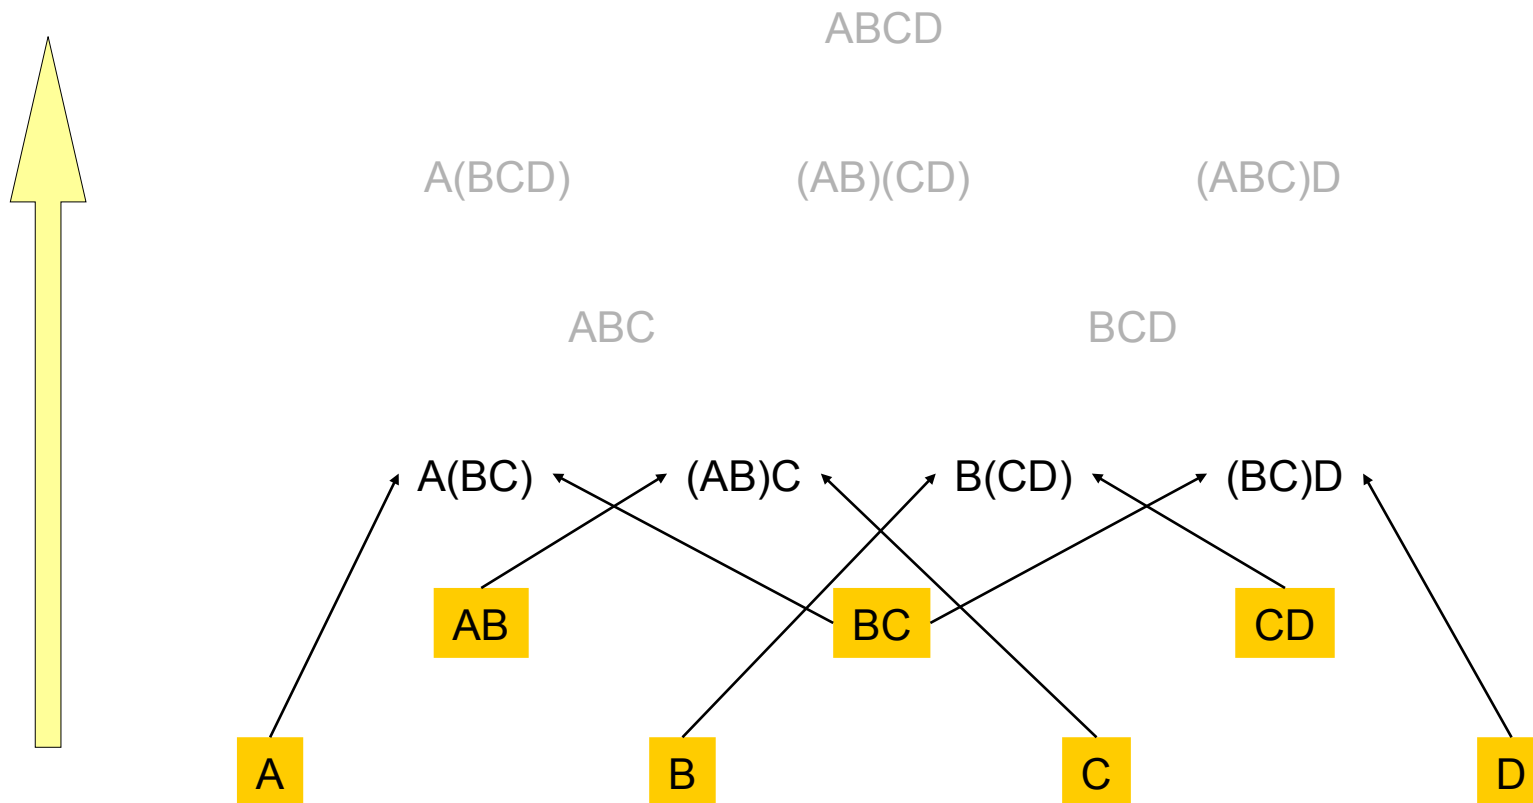 ABCD
A(BCD) (AB)(CD) (ABC)D
ABC BCD
A(BC) (AB)C B(CD) (BC)D
AB BC CD
A B C D